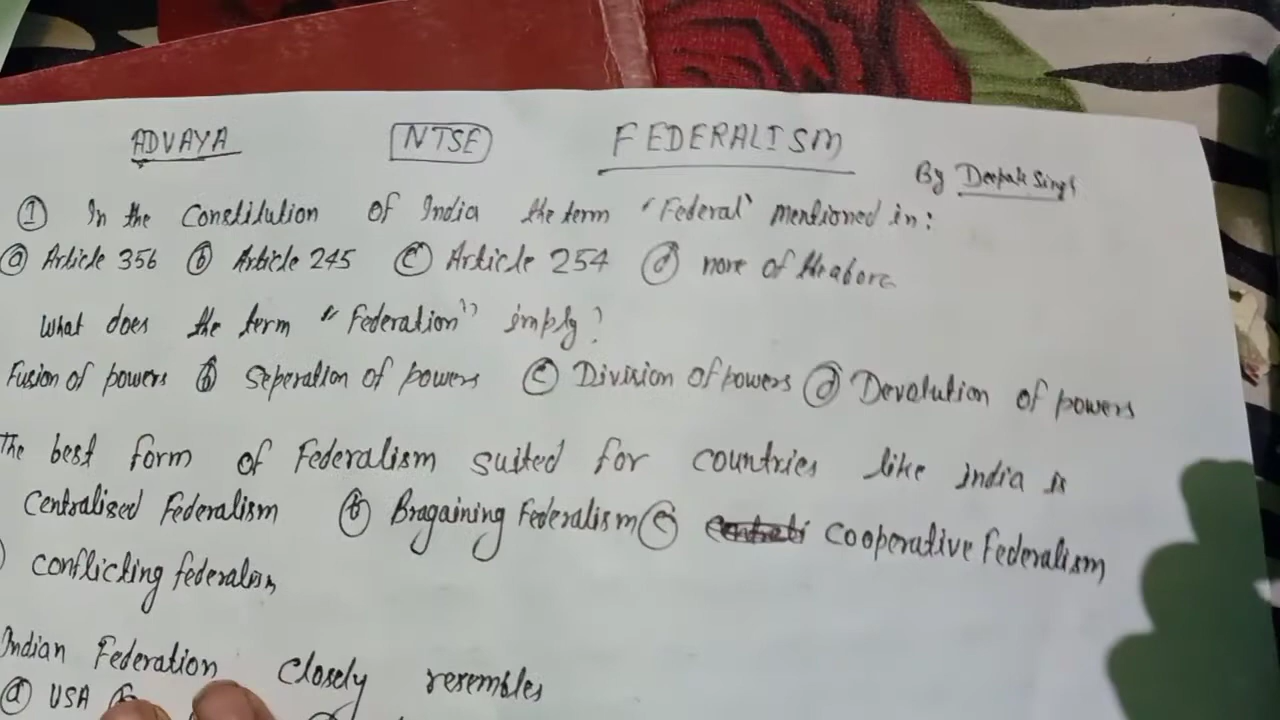 ADVAYA NTSE FEDERALISM
By Deepak Singh
① In the Constitution of India the term "Federal" mentioned in:
ⓐ Article 356 ⓑ Article 245 ⓒ Article 254 ⓓ none of the above
What does the term "Federation" imply?
Fusion of powers ⓑ Seperation of powers ⓒ Division of powers ⓓ Devolution of powers
The best form of Federalism suited for countries like india is
Centralised Federalism ⓑ Bragaining Federalism ⓒ Cooperative Federalism
conflicting federalism
Indian Federation closely resembles
ⓐ USA